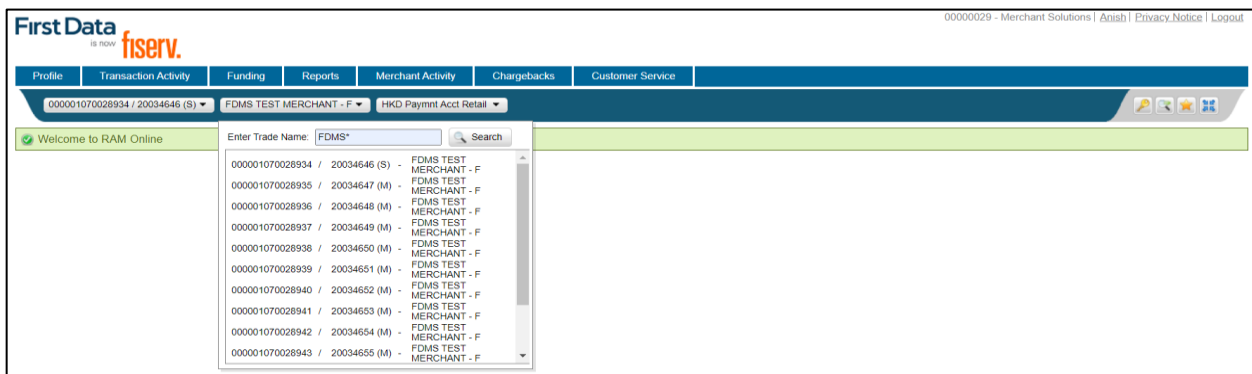 00000029 - Merchant Solutions | Anish | Privacy Notice | Logout
First Data
is now fiserv.
Profile Transaction Activity Funding Reports Merchant Activity Chargebacks Customer Service
000001070028934 / 20034646 (S) FDMS TEST MERCHANT - F HKD Paymnt Acct Retail
Welcome to RAM Online
Enter Trade Name: FDMS* Search
000001070028934 / 20034646 (S) - FDMS TEST
MERCHANT - F
000001070028935 / 20034647 (M) - FDMS TEST
MERCHANT - F
000001070028936 / 20034648 (M) - FDMS TEST
MERCHANT - F
000001070028937 / 20034649 (M) - FDMS TEST
MERCHANT - F
000001070028938 / 20034650 (M) - FDMS TEST
MERCHANT - F
000001070028939 / 20034651 (M) - FDMS TEST
MERCHANT - F
000001070028940 / 20034652 (M) - FDMS TEST
MERCHANT - F
000001070028941 / 20034653 (M) - FDMS TEST
MERCHANT - F
000001070028942 / 20034654 (M) - FDMS TEST
MERCHANT - F
000001070028943 / 20034655 (M) - FDMS TEST
MERCHANT - F